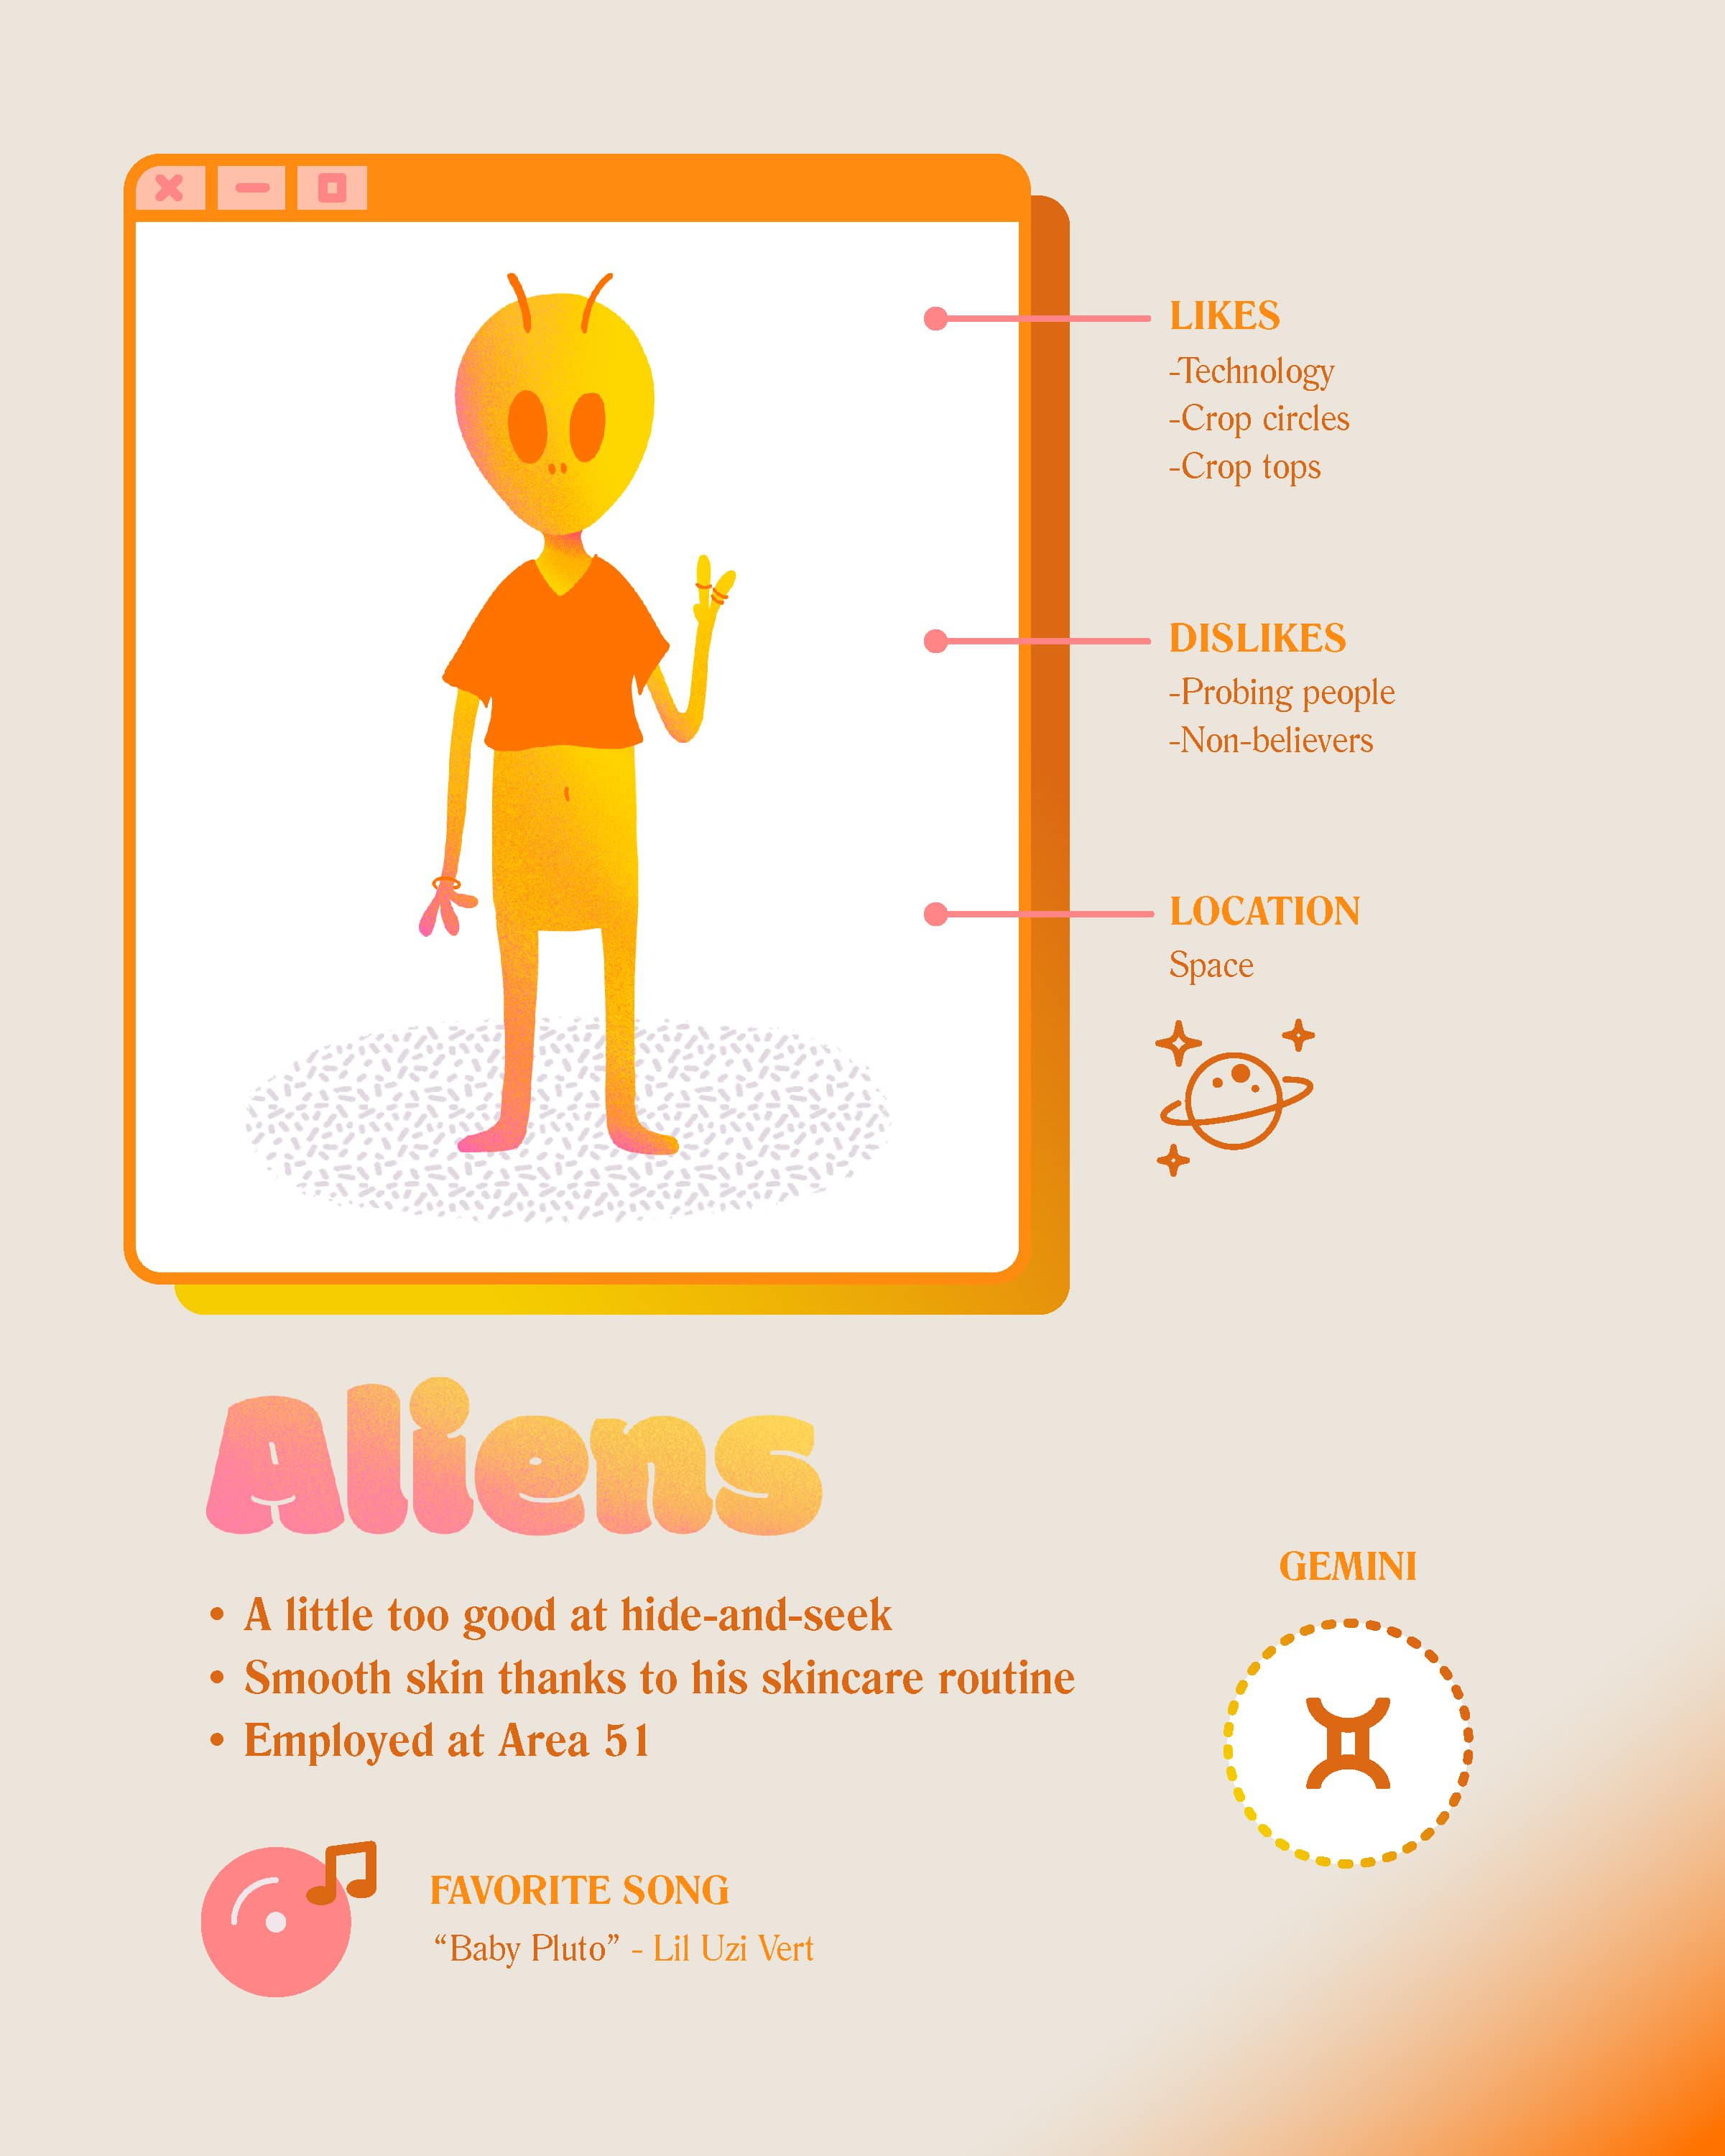 LIKES
-Technology
-Crop circles
-Crop tops
DISLIKES
-Probing people
-Non-believers
LOCATION
Space
Aliens
• A little too good at hide-and-seek
• Smooth skin thanks to his skincare routine
• Employed at Area 51
GEMINI
FAVORITE SONG
“Baby Pluto” - Lil Uzi Vert